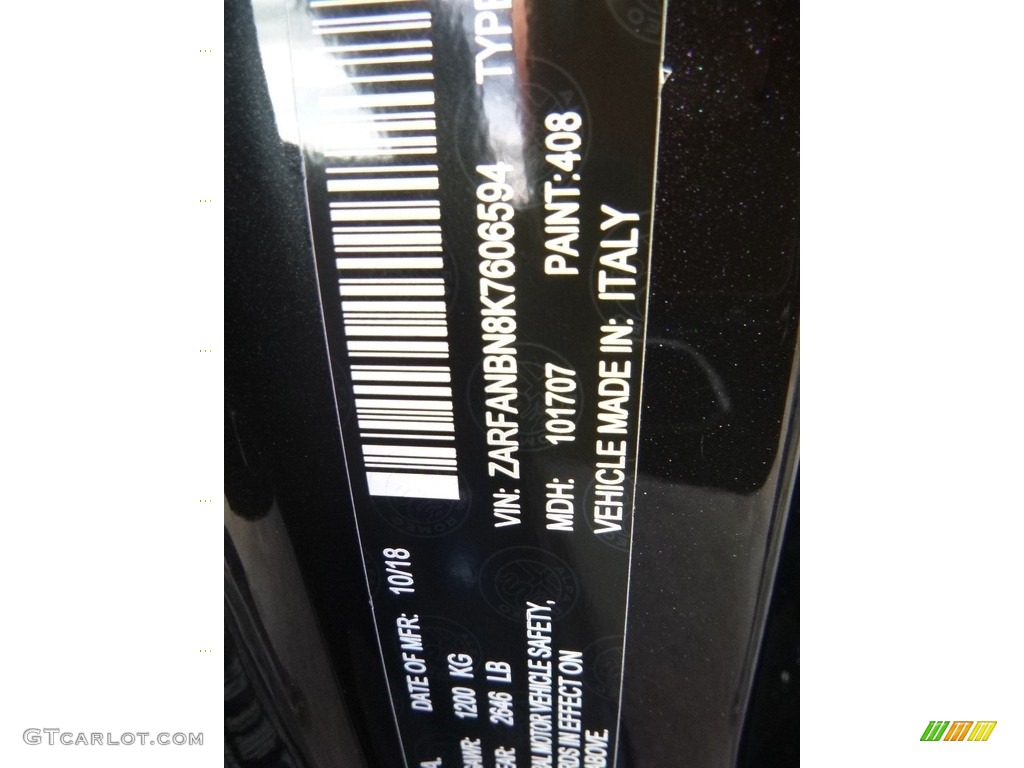 DATE OF MFR: 10/18
1200 KG
2646 LB
MOTOR VEHICLE SAFETY,
IN EFFECT ON
ABOVE.
VIN: ZARFANBN8K7606594 TYPE
MDH: 101707 PAINT: 408
VEHICLE MADE IN: ITALY
GTCarlot.com